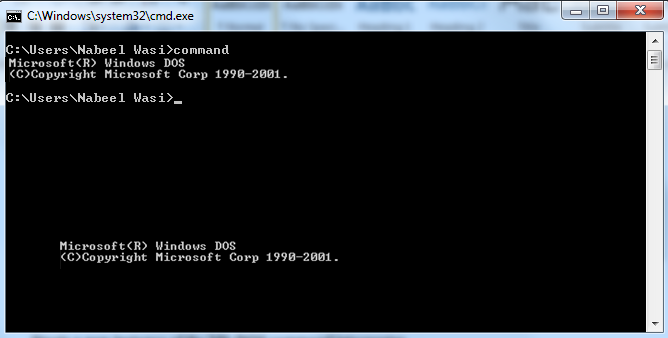 C:\Windows\system32\cmd.exe
C:\Users\Nabeel Wasi>command
Microsoft(R) Windows DOS
(C)Copyright Microsoft Corp 1990-2001.
C:\Users\Nabeel Wasi>_
Microsoft(R) Windows DOS
(C)Copyright Microsoft Corp 1990-2001.